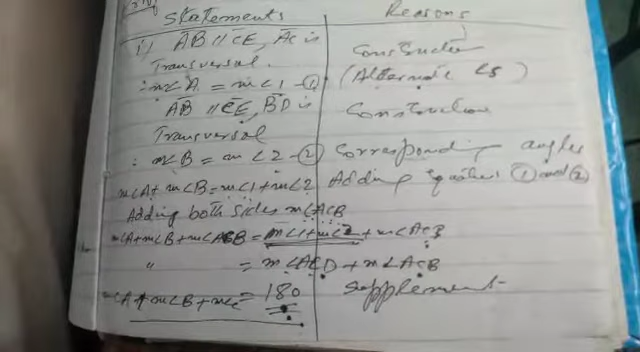 Statements Reasons
i) AB // CE, AC is Construction
Transversal.
∴ m∠A = m∠1 - ① (Alternate ∠s)
AB // CE, BD is Construction
Transversal
∴ m∠B = m∠2 - ② Corresponding angles
m∠A + m∠B = m∠1 + m∠2 Adding Equations ① and ②
Adding both sides m∠ACB
m∠A + m∠B + m∠ACB = m∠1 + m∠2 + m∠ACB
" = m∠ACD + m∠ACB
m∠A + m∠B + m∠C = 180 Supplement